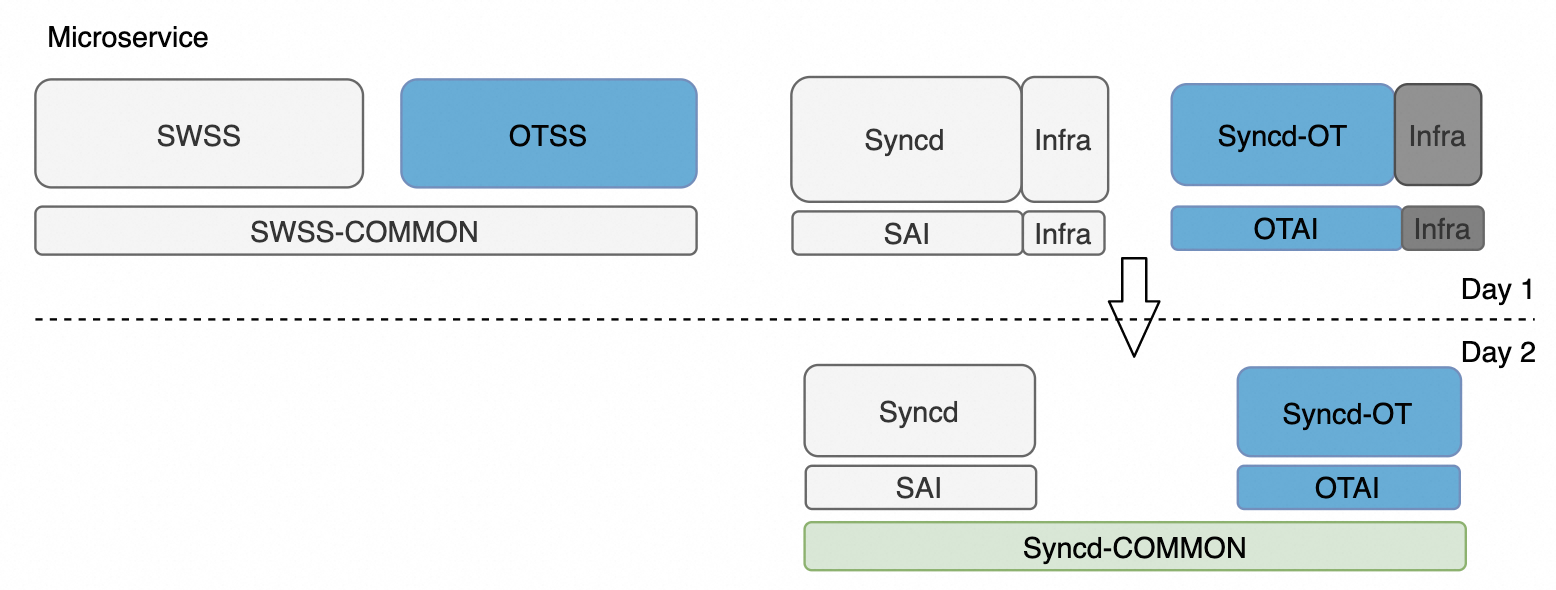 Microservice
SWSS
OTSS
Syncd
Infra
Syncd-OT
Infra
SWSS-COMMON
SAI
Infra
OTAI
Infra
Day 1
Day 2
Syncd
Syncd-OT
SAI
OTAI
Syncd-COMMON